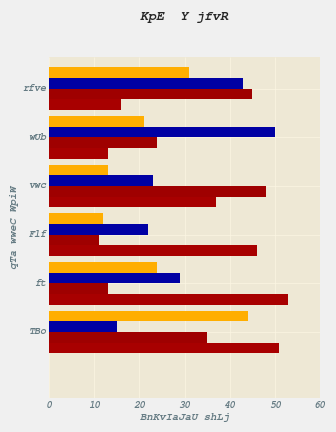 KpE  Y jfvR
rfve
wUb
vwc
Flf
ft
TBo
qTa wweC WpiW
0 10 20 30 40 50 60
BnKvIaJaU shLj